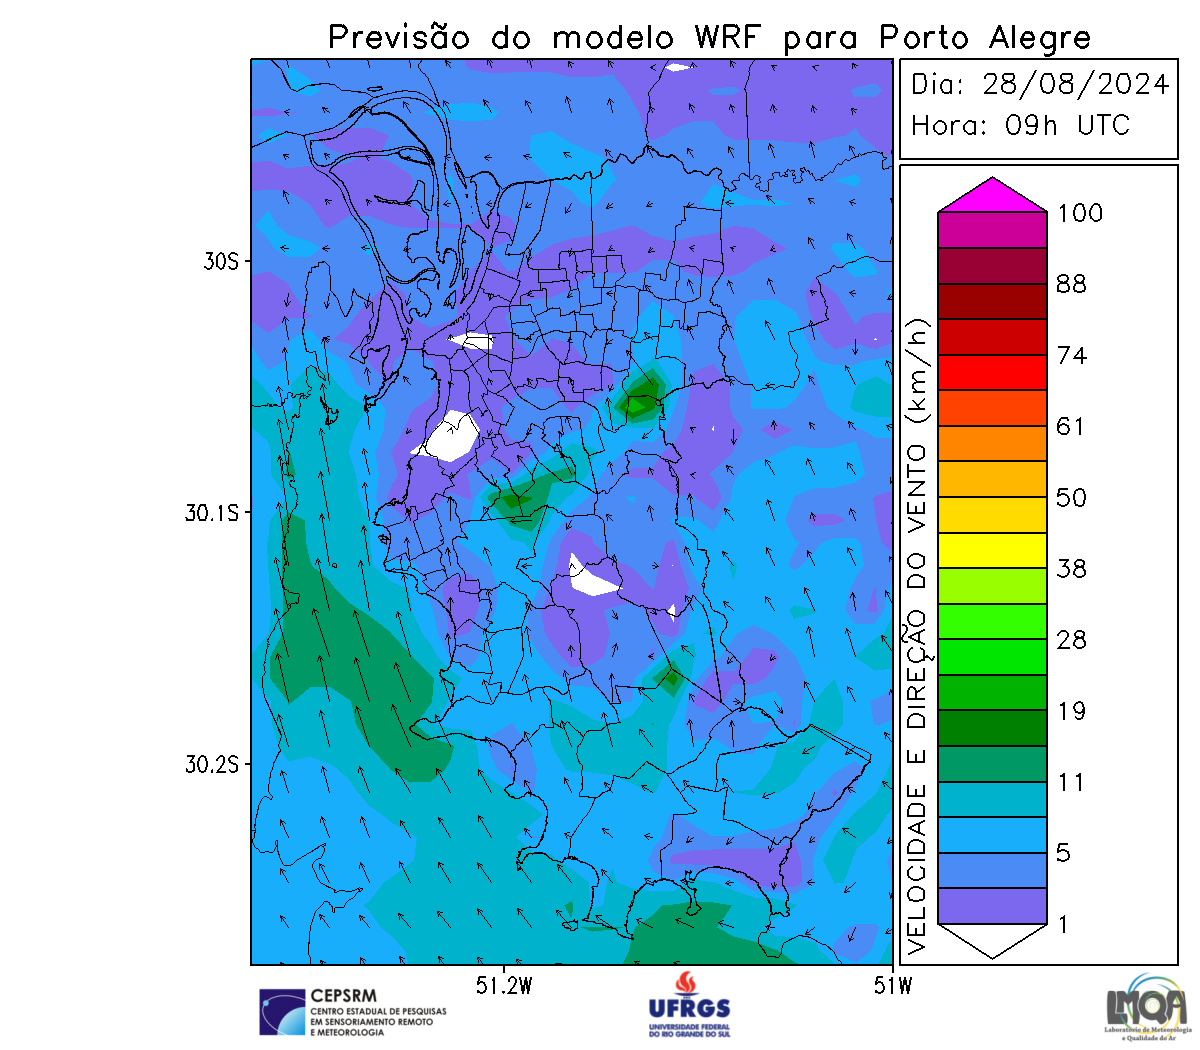 Previsão do modelo WRF para Porto Alegre
Dia: 28/08/2024
Hora: 09h UTC
30S
30.1S
30.2S
51.2W
51W
VELOCIDADE E DIREÇÃO DO VENTO (km/h)
100
88
74
61
50
38
28
19
11
5
1
CEPSRM
CENTRO ESTADUAL DE PESQUISAS
EM SENSORIAMENTO REMOTO
E METEOROLOGIA
UFRGS
UNIVERSIDADE FEDERAL
DO RIO GRANDE DO SUL
LMQA
Laboratório de Meteorologia
e Qualidade do Ar